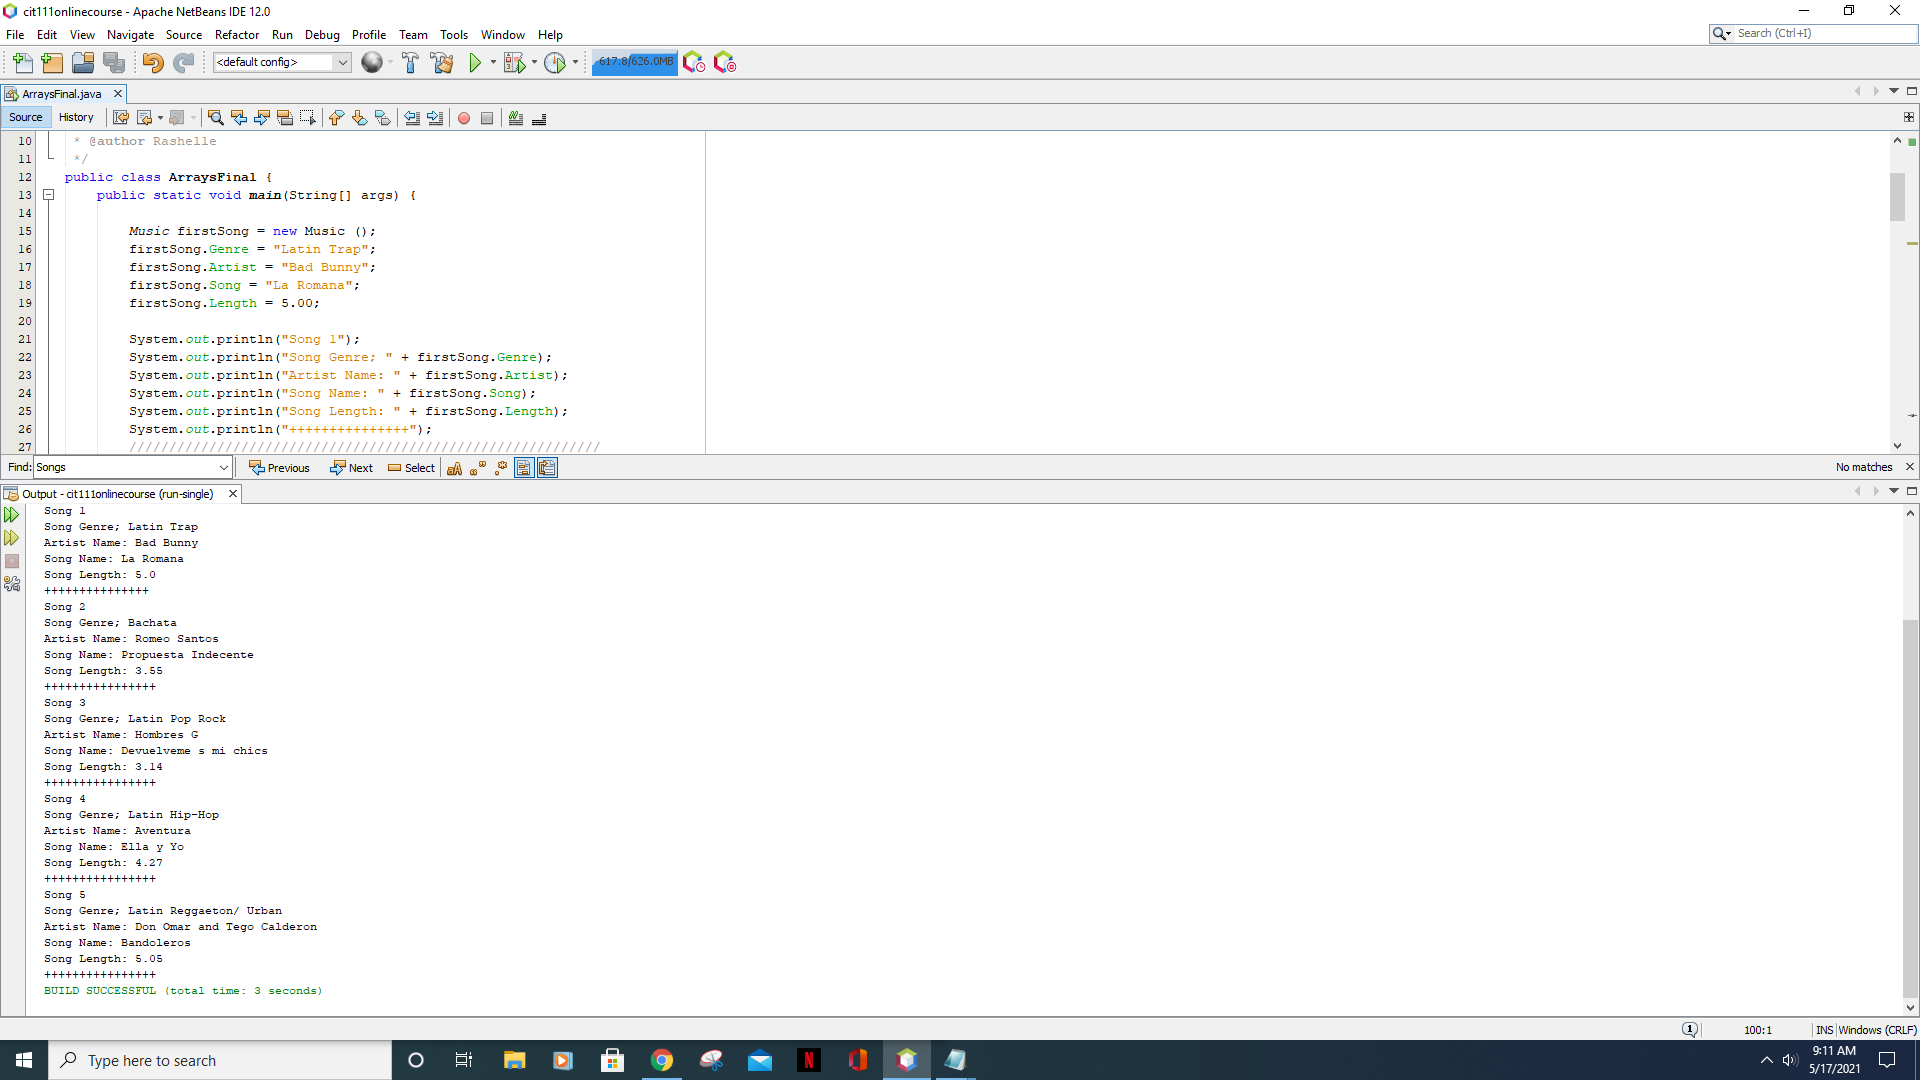 cit111onlinecourse - Apache NetBeans IDE 12.0
File Edit View Navigate Source Refactor Run Debug Profile Team Tools Window Help
Search (Ctrl+I)
<default config>
617.8/626.0MB
ArraysFinal.java
Source History
10 * @author Rashelle
11 */
12 public class ArraysFinal {
13 public static void main(String[] args) {
14
15 Music firstSong = new Music ();
16 firstSong.Genre = "Latin Trap";
17 firstSong.Artist = "Bad Bunny";
18 firstSong.Song = "La Romana";
19 firstSong.Length = 5.00;
20
21 System.out.println("Song 1");
22 System.out.println("Song Genre; " + firstSong.Genre);
23 System.out.println("Artist Name: " + firstSong.Artist);
24 System.out.println("Song Name: " + firstSong.Song);
25 System.out.println("Song Length: " + firstSong.Length);
26 System.out.println("+++++++++++++++");
27 ///////////////////////////////////////////////////////////
Find: Songs Previous Next Select No matches
Output - cit111onlinecourse (run-single)
Song 1
Song Genre; Latin Trap
Artist Name: Bad Bunny
Song Name: La Romana
Song Length: 5.0
+++++++++++++++
Song 2
Song Genre; Bachata
Artist Name: Romeo Santos
Song Name: Propuesta Indecente
Song Length: 3.55
++++++++++++++++
Song 3
Song Genre; Latin Pop Rock
Artist Name: Hombres G
Song Name: Devuelveme s mi chics
Song Length: 3.14
++++++++++++++++
Song 4
Song Genre; Latin Hip-Hop
Artist Name: Aventura
Song Name: Ella y Yo
Song Length: 4.27
++++++++++++++++
Song 5
Song Genre; Latin Reggaeton/ Urban
Artist Name: Don Omar and Tego Calderon
Song Name: Bandoleros
Song Length: 5.05
++++++++++++++++
BUILD SUCCESSFUL (total time: 3 seconds)
1 100:1 INS Windows (CRLF)
Type here to search
9:11 AM
5/17/2021